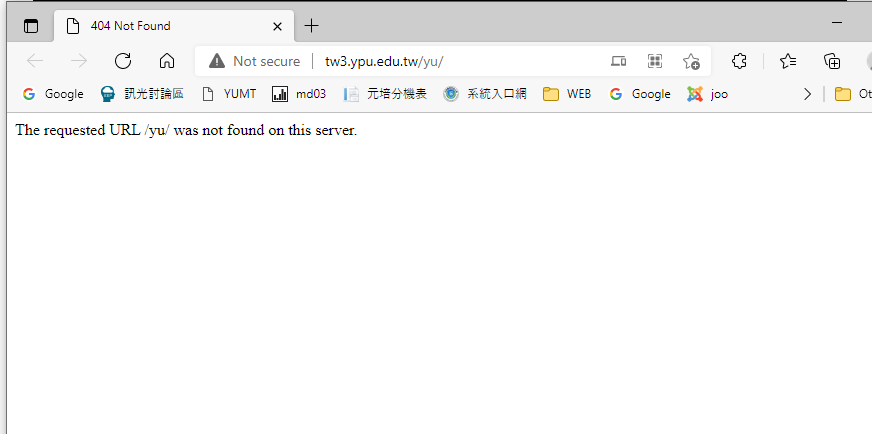 404 Not Found
Not secure | tw3.ypu.edu.tw/yu/
Google 訊光討論區 YUMT md03 元培分機表 系統入口網 WEB Google joo Ot
The requested URL /yu/ was not found on this server.